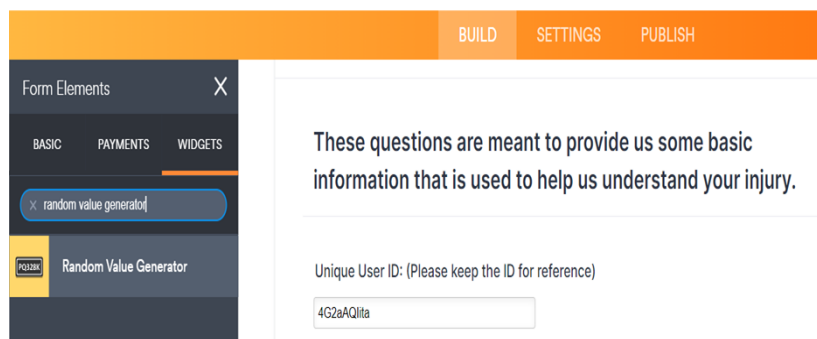 BUILD SETTINGS PUBLISH
Form Elements X
BASIC PAYMENTS WIDGETS
x random value generator
PQ328K Random Value Generator
These questions are meant to provide us some basic
information that is used to help us understand your injury.
Unique User ID: (Please keep the ID for reference)
4G2aAQlita